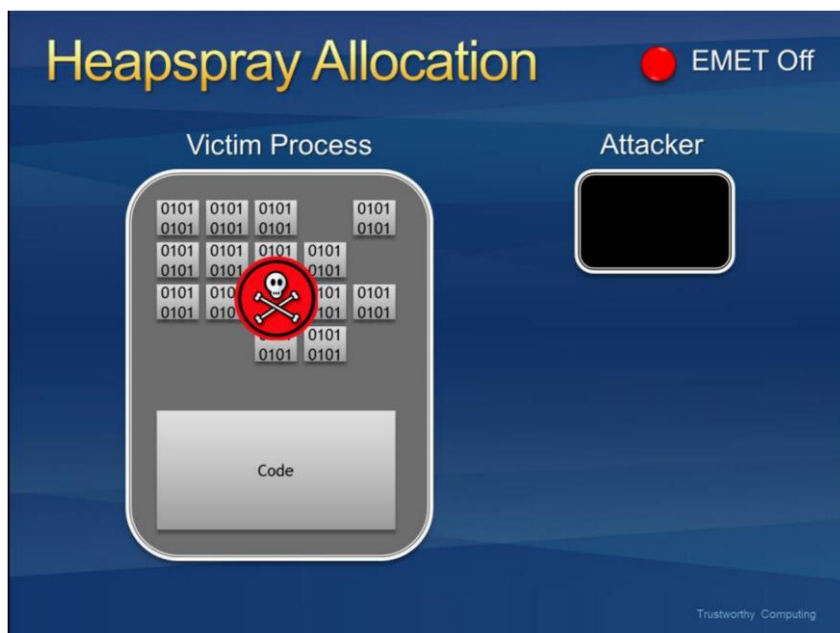 Heapspray Allocation
EMET Off
Victim Process
Attacker
0101 0101 0101 0101
0101 0101 0101 0101
0101 0101 0101 0101
0101 0101 0101
0101 0101
0101 0101
0101
0101 0101
Code
Trustworthy Computing